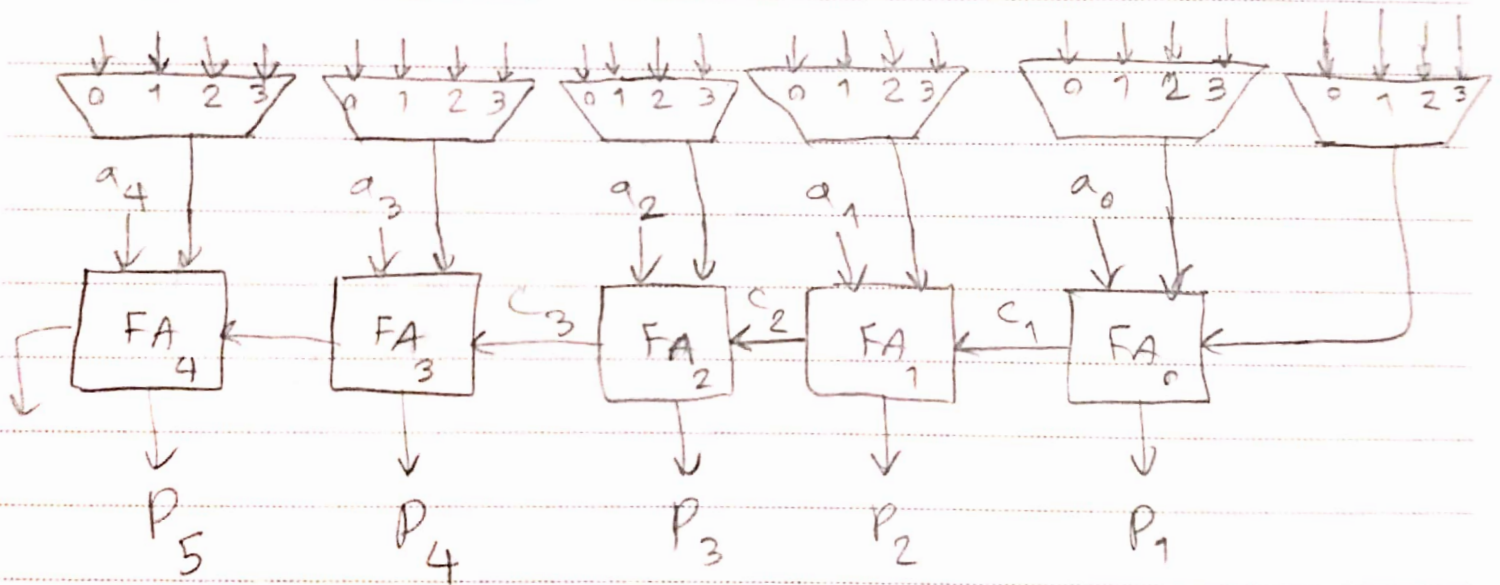 0 1 2 3 0 1 2 3 0 1 2 3 0 1 2 3 0 1 2 3 0 1 2 3
a4 a3 a2 a1 a0
FA4 FA3 C3 FA2 C2 FA1 C1 FA0
P5 P4 P3 P2 P1